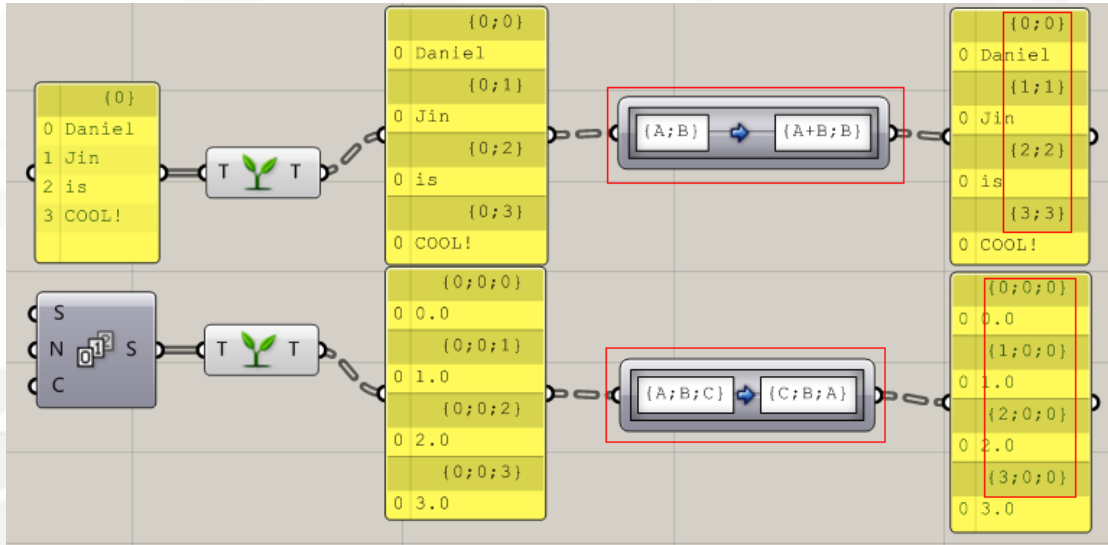 {0}
0 Daniel
1 Jin
2 is
3 COOL!
T T
{0;0}
0 Daniel
{0;1}
0 Jin
{0;2}
0 is
{0;3}
0 COOL!
{A;B} {A+B;B}
{0;0}
0 Daniel
{1;1}
0 Jin
{2;2}
0 is
{3;3}
0 COOL!
S
N S
C
0 1 2
T T
{0;0;0}
0 0.0
{0;0;1}
0 1.0
{0;0;2}
0 2.0
{0;0;3}
0 3.0
{A;B;C} {C;B;A}
{0;0;0}
0 0.0
{1;0;0}
0 1.0
{2;0;0}
0 2.0
{3;0;0}
0 3.0